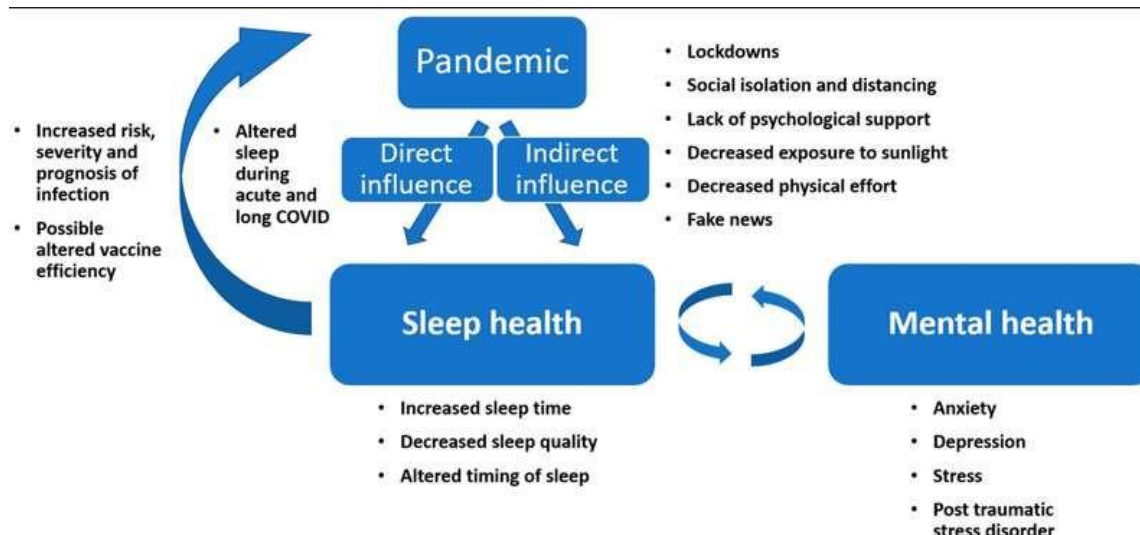 Pandemic
• Lockdowns
• Social isolation and distancing
• Lack of psychological support
• Decreased exposure to sunlight
• Decreased physical effort
• Fake news
• Increased risk,
severity and
prognosis of
infection
• Possible
altered vaccine
efficiency
• Altered
sleep
during
acute and
long COVID
Direct
influence
Indirect
influence
Sleep health
• Increased sleep time
• Decreased sleep quality
• Altered timing of sleep
Mental health
• Anxiety
• Depression
• Stress
• Post traumatic
stress disorder